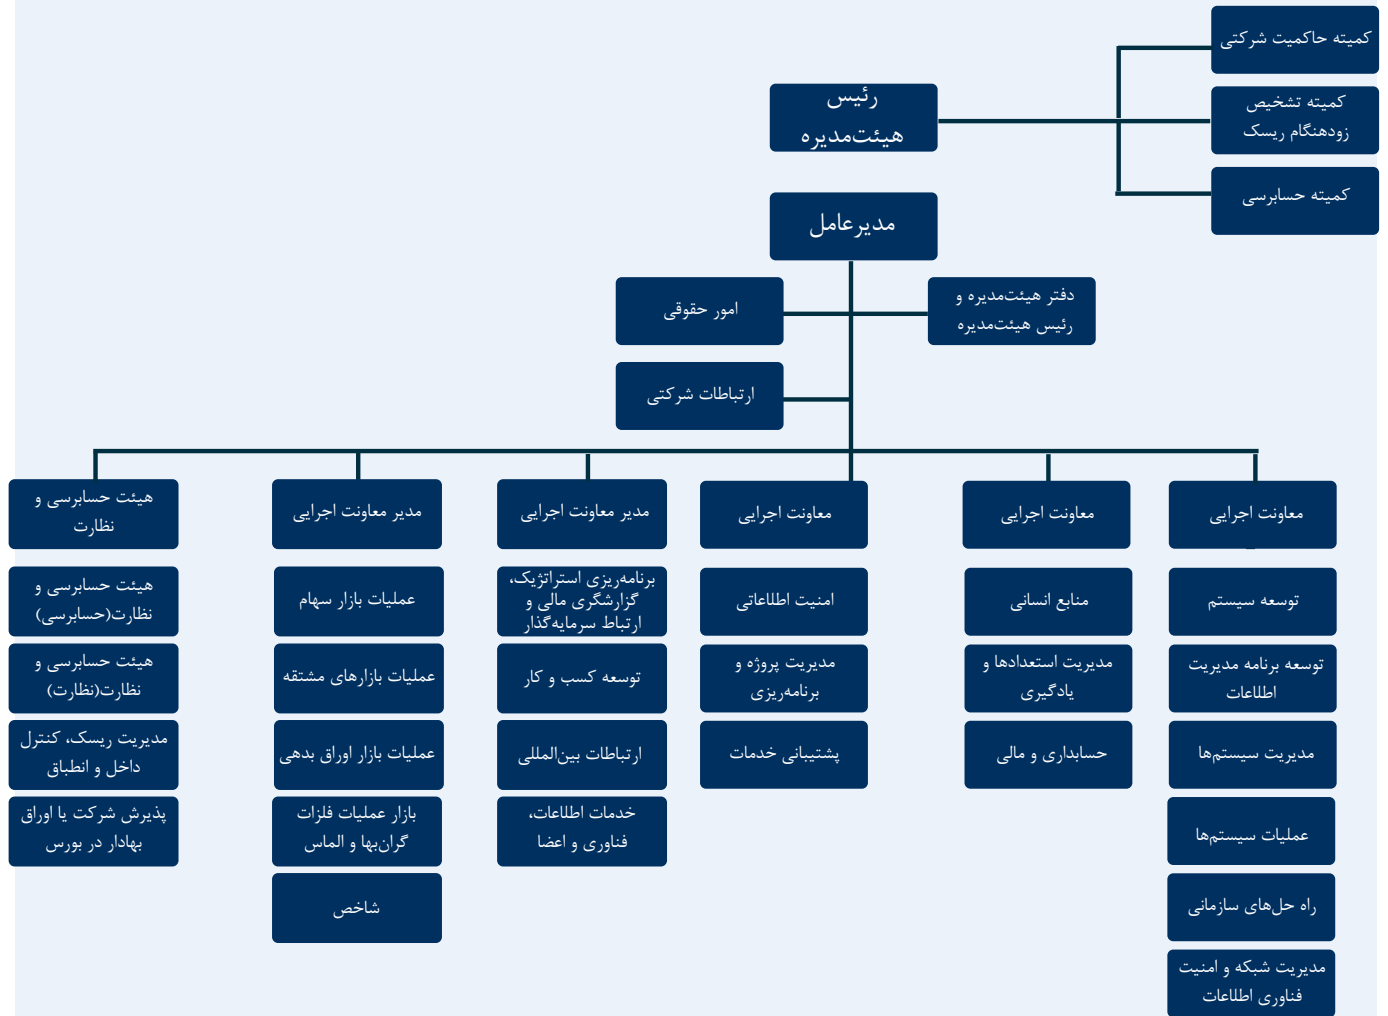 کمیته حاکمیت شرکتی
رئیس
هیئت‌مدیره
کمیته تشخیص
زودهنگام ریسک
کمیته حسابرسی
مدیرعامل
دفتر هیئت‌مدیره و
رئیس هیئت‌مدیره
امور حقوقی
ارتباطات شرکتی
معاونت اجرایی
توسعه سیستم
توسعه برنامه مدیریت
اطلاعات
مدیریت سیستم‌ها
عملیات سیستم‌ها
راه حل‌های سازمانی
مدیریت شبکه و امنیت
فناوری اطلاعات
معاونت اجرایی
منابع انسانی
مدیریت استعدادها و
یادگیری
حسابداری و مالی
معاونت اجرایی
امنیت اطلاعاتی
مدیریت پروژه و
برنامه‌ریزی
پشتیبانی خدمات
مدیر معاونت اجرایی
برنامه‌ریزی استراتژیک،
گزارشگری مالی و
ارتباط سرمایه‌گذار
توسعه کسب و کار
ارتباطات بین‌المللی
خدمات اطلاعات،
فناوری و اعضا
مدیر معاونت اجرایی
عملیات بازار سهام
عملیات بازارهای مشتقه
عملیات بازار اوراق بدهی
بازار عملیات فلزات
گران‌بها و الماس
شاخص
هیئت حسابرسی و
نظارت
هیئت حسابرسی و
نظارت(حسابرسی)
هیئت حسابرسی و
نظارت(نظارت)
مدیریت ریسک، کنترل
داخل و انطباق
پذیرش شرکت یا اوراق
بهادار در بورس